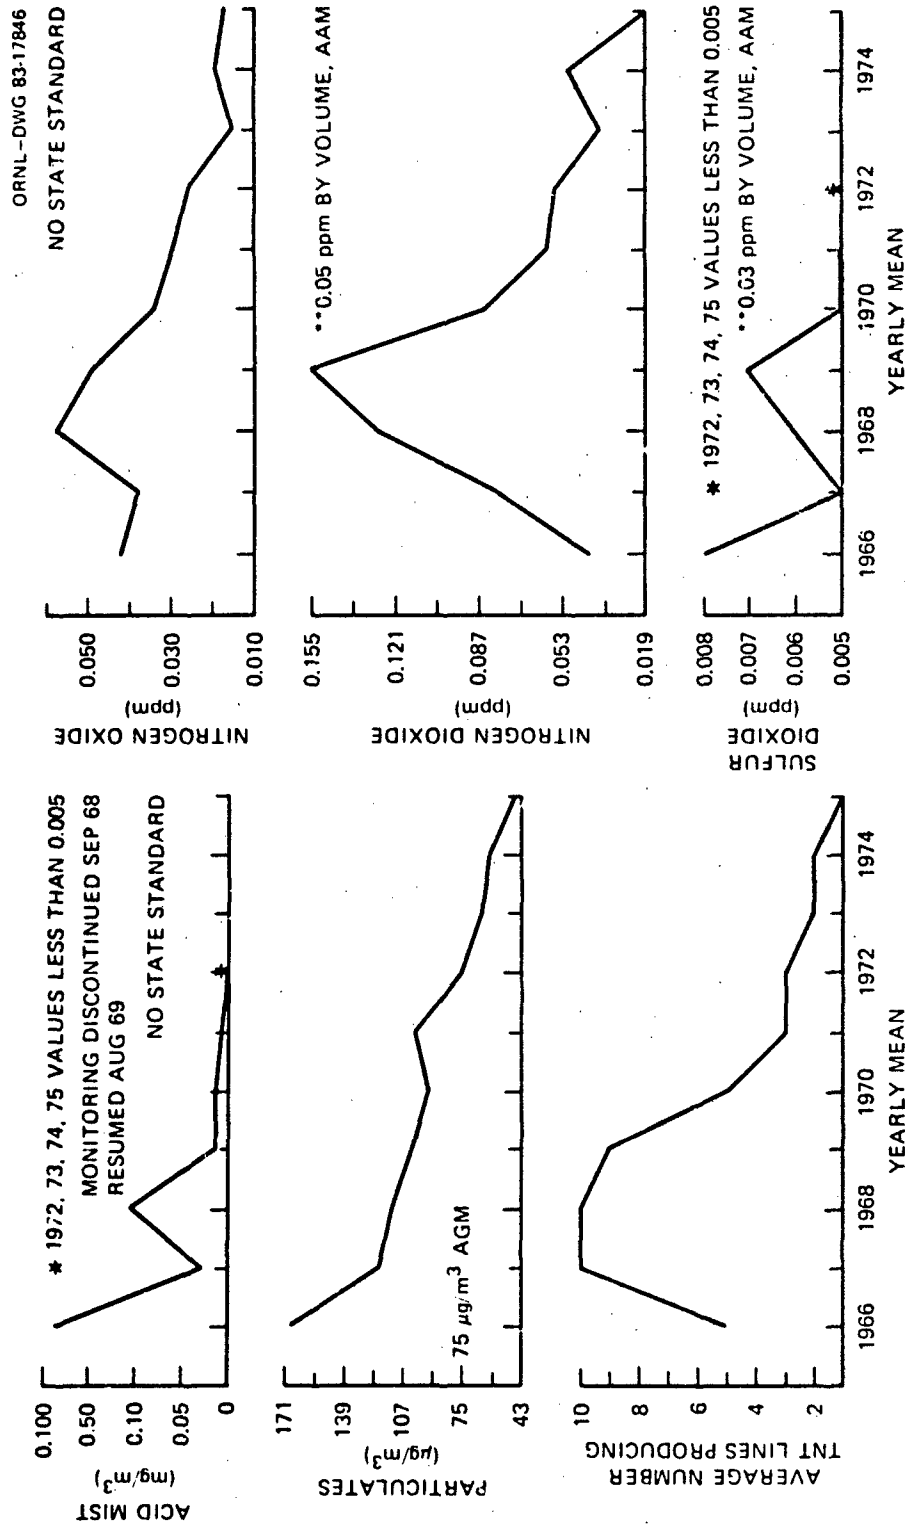 ORNL-DWG 83-17846
ACID MIST
(mg/m³)
0.100
0.50
0.10
0.05
0
* 1972, 73, 74, 75 VALUES LESS THAN 0.005
MONITORING DISCONTINUED SEP 68
RESUMED AUG 69
NO STATE STANDARD
*
PARTICULATES
(μg/m³)
171
139
107
75
43
75 μg/m³ AGM
AVERAGE NUMBER
TNT LINES PRODUCING
10
8
6
4
2
1966 1968 1970 1972 1974
YEARLY MEAN
NITROGEN OXIDE
(ppm)
0.050
0.030
0.010
NO STATE STANDARD
NITROGEN DIOXIDE
(ppm)
0.155
0.121
0.087
0.053
0.019
**0.05 ppm BY VOLUME, AAM
SULFUR
DIOXIDE
(ppm)
0.008
0.007
0.006
0.005
* 1972, 73, 74, 75 VALUES LESS THAN 0.005
**0.03 ppm BY VOLUME, AAM
*
1966 1968 1970 1972 1974
YEARLY MEAN